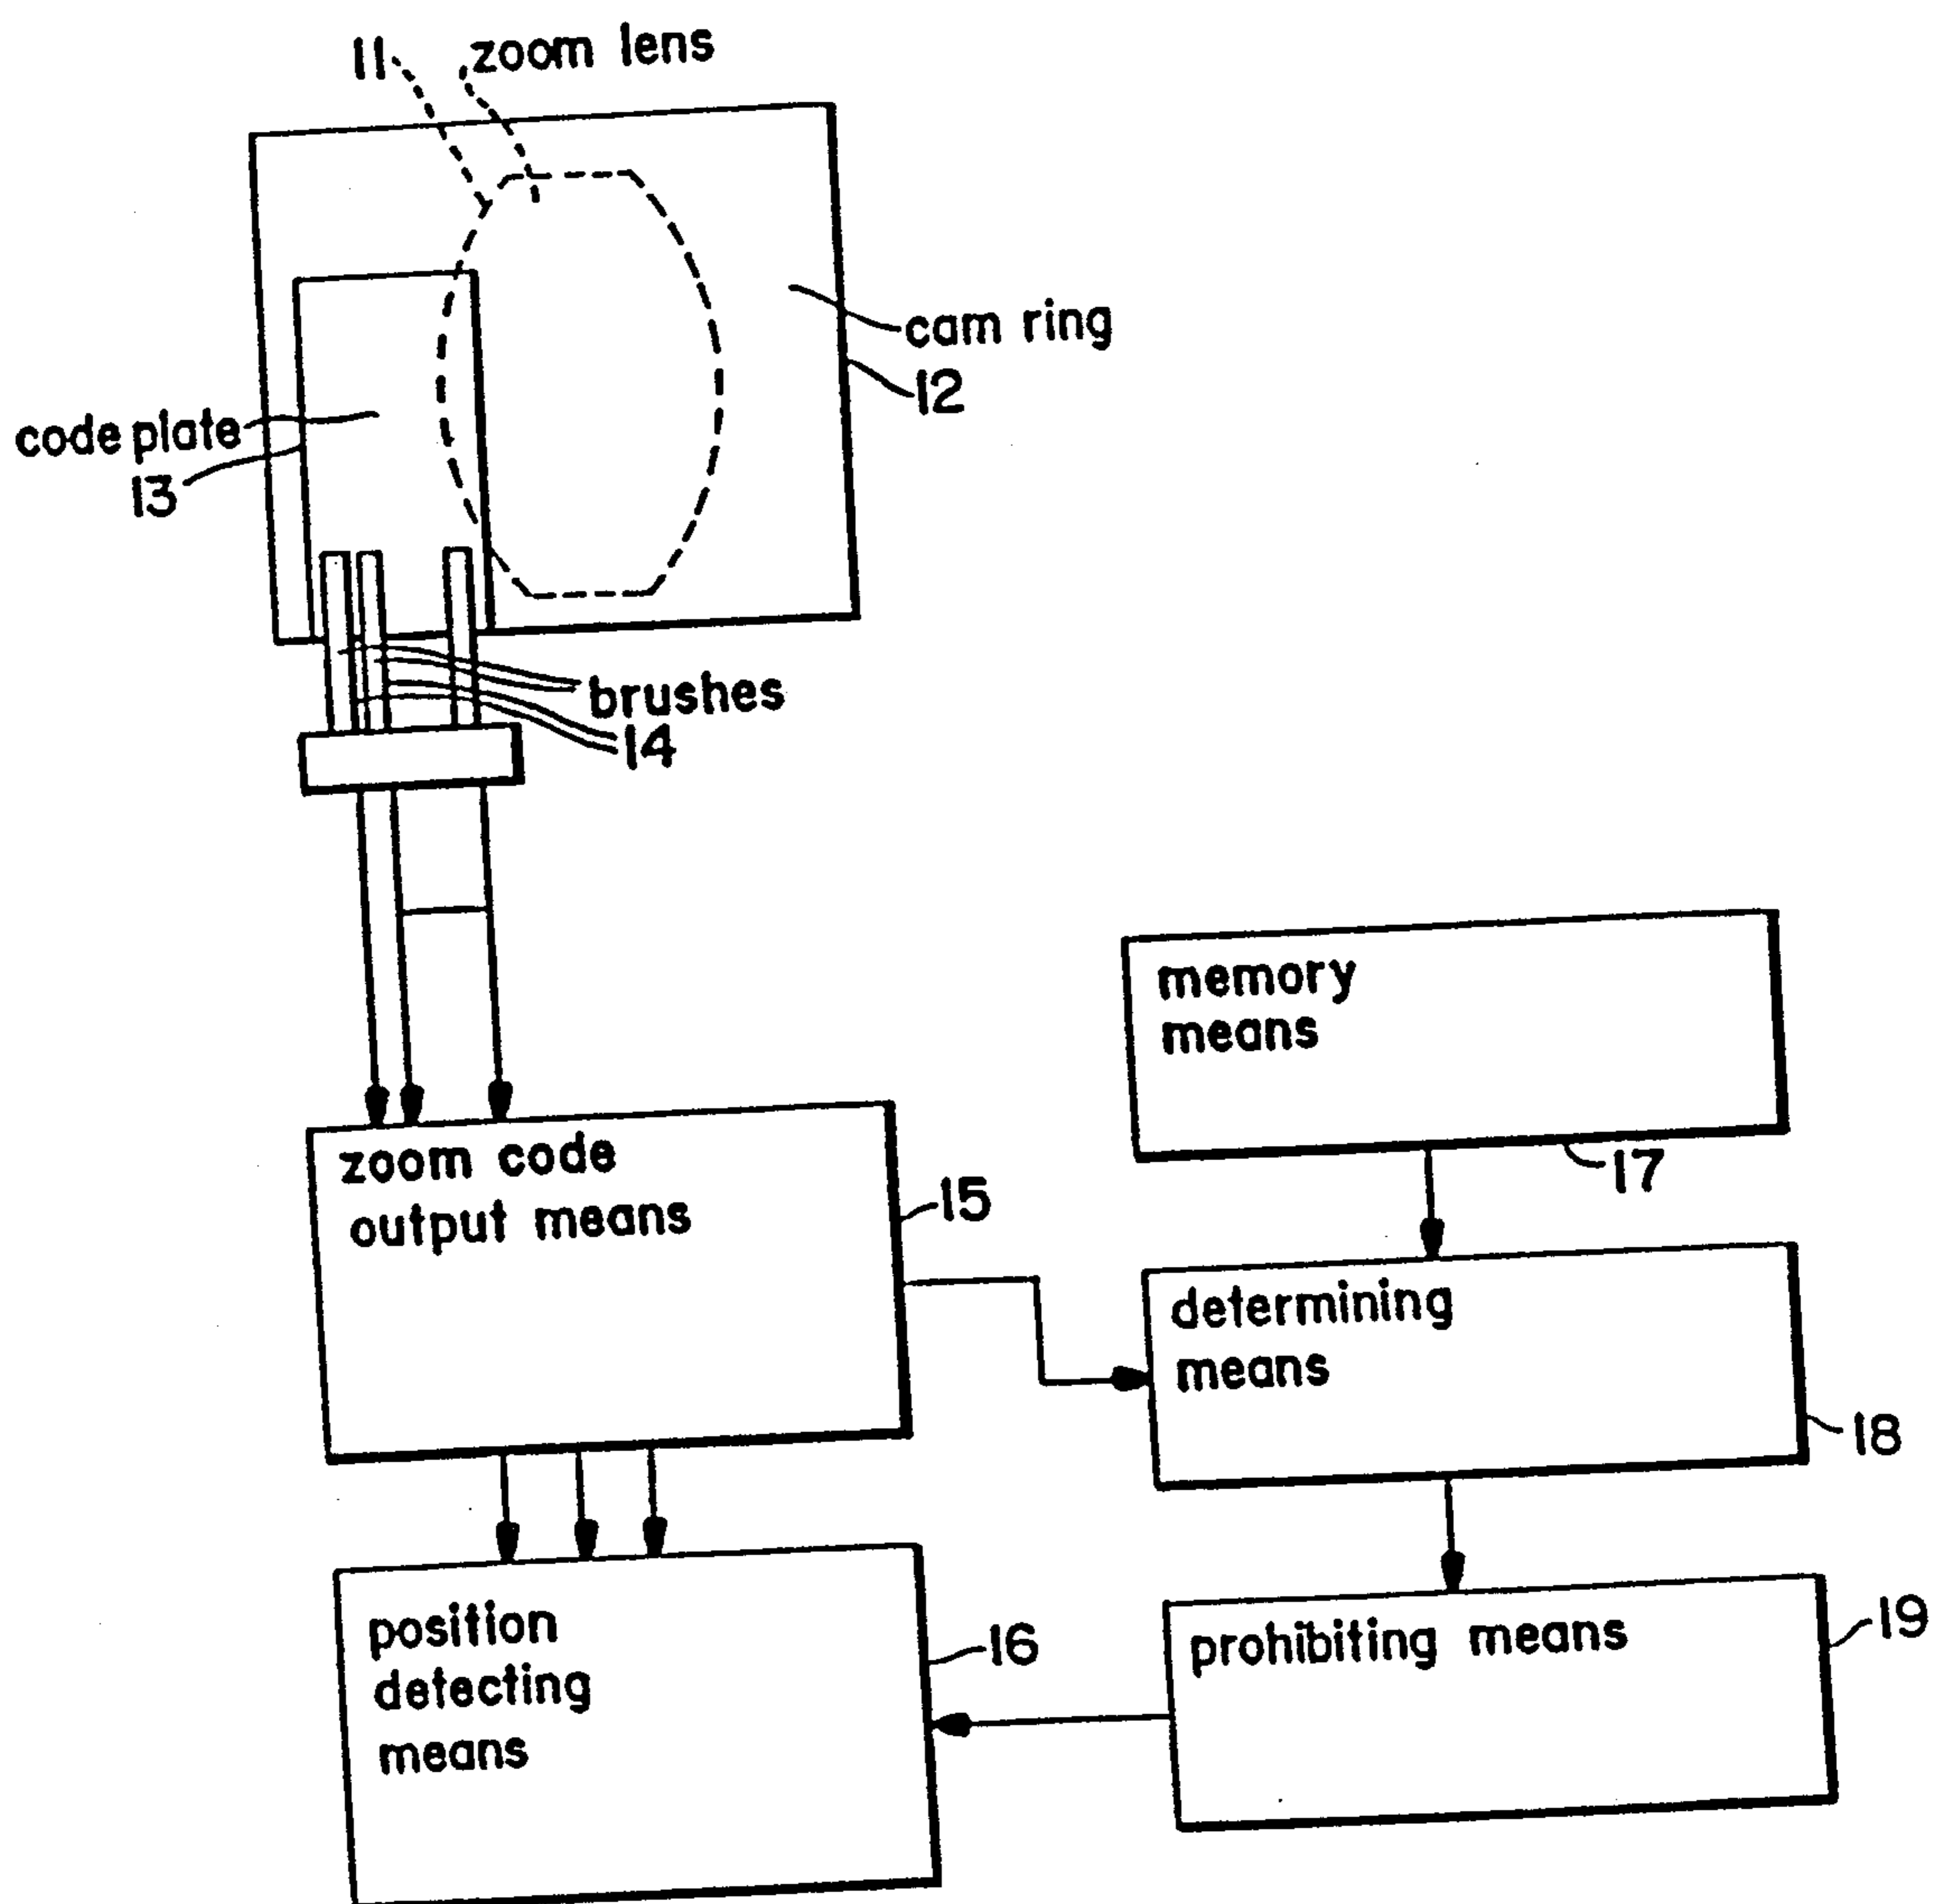 11
zoom lens
cam ring
12
code plate
13
brushes
14
memory
means
17
zoom code
output means
15
determining
means
18
position
detecting
means
16
prohibiting means
19